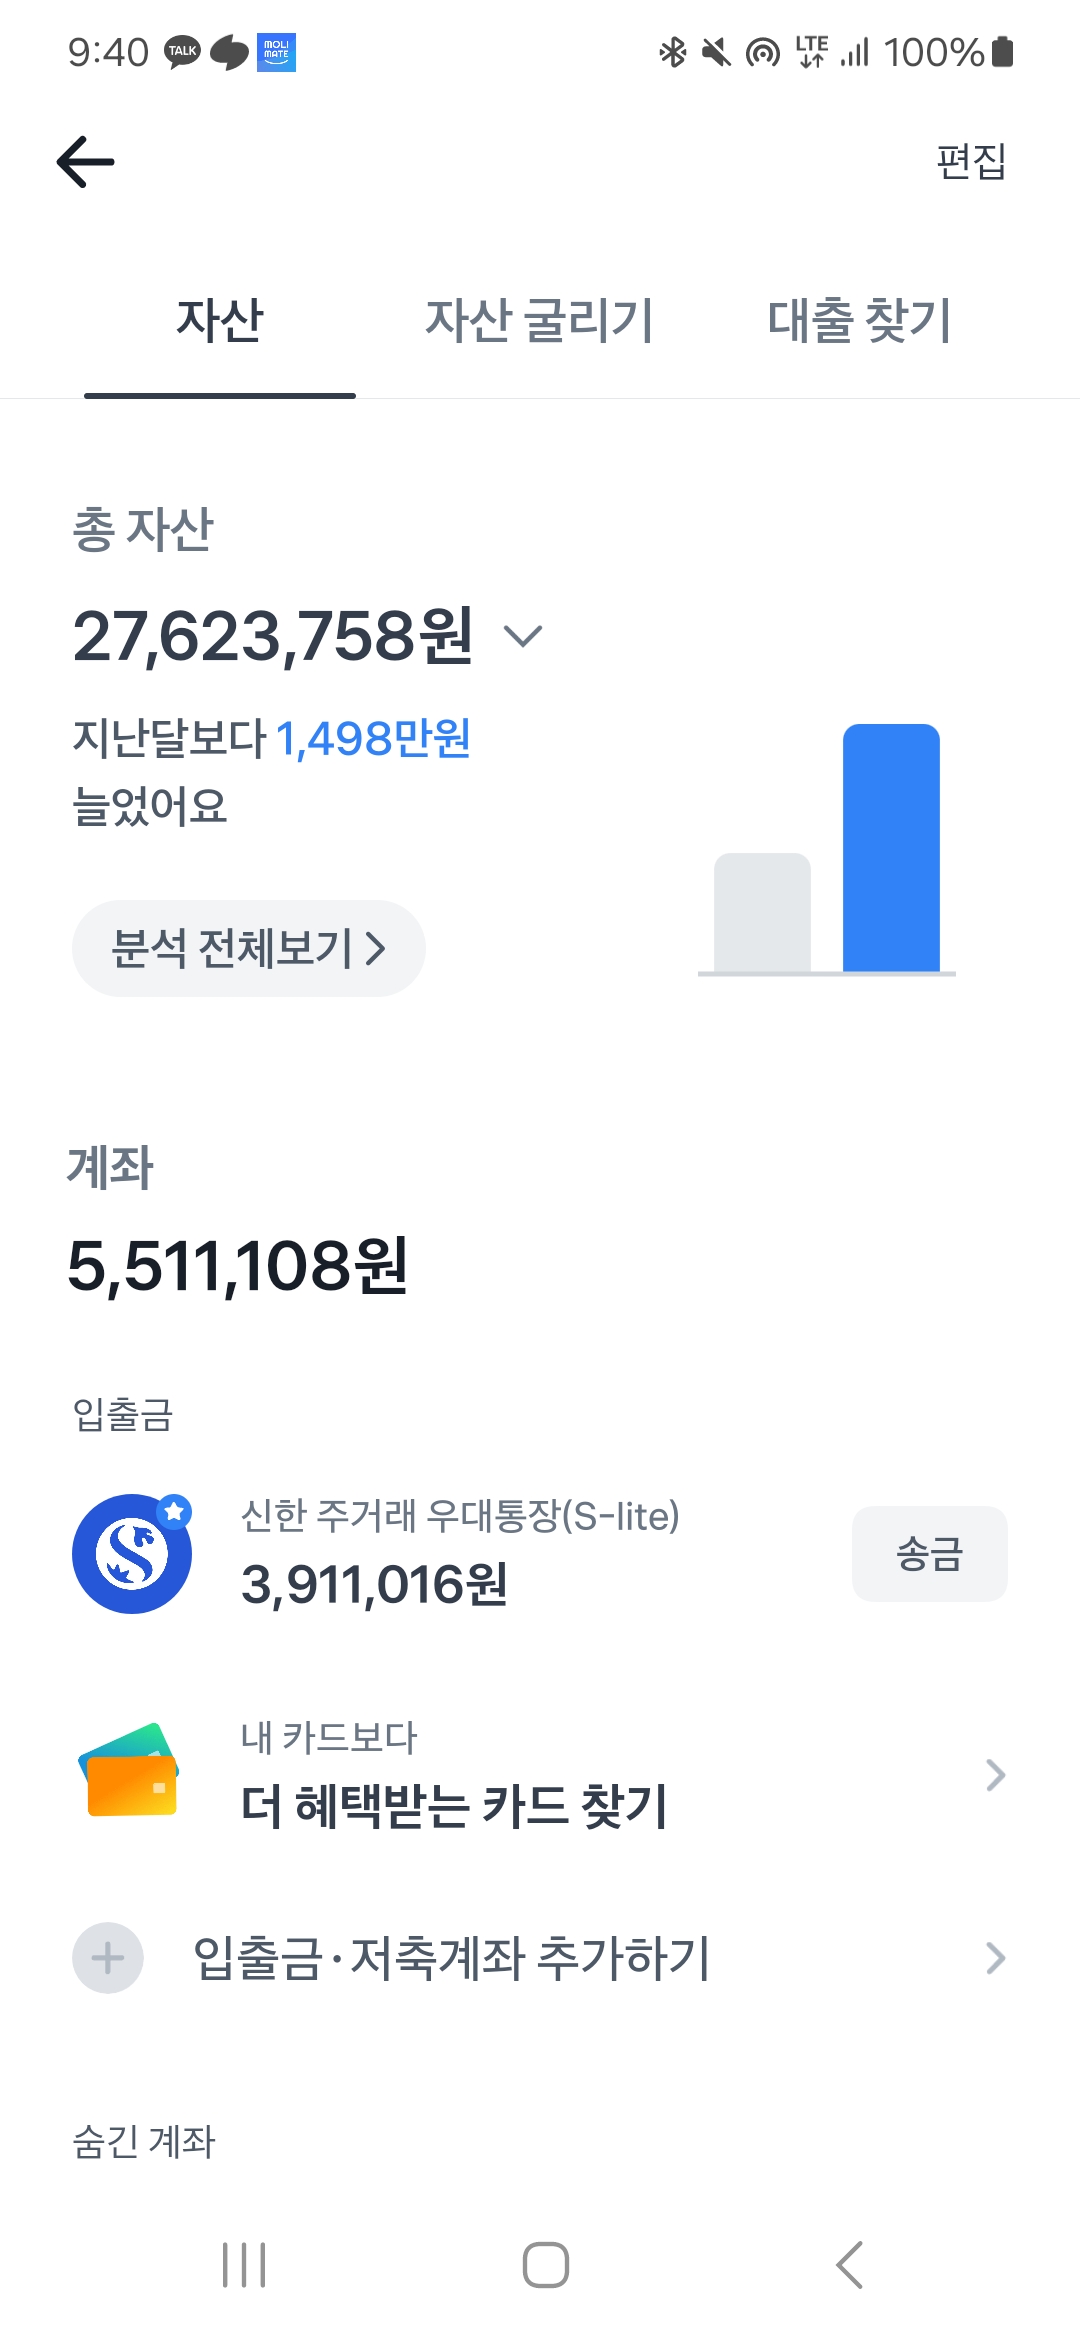 9:40 TALK MOLI MATE LTE 100%
편집
자산 자산 굴리기 대출 찾기
총 자산
27,623,758원
지난달보다 1,498만원
늘었어요
분석 전체보기
계좌
5,511,108원
입출금
신한 주거래 우대통장(S-lite)
3,911,016원
송금
내 카드보다
더 혜택받는 카드 찾기
입출금·저축계좌 추가하기
숨긴 계좌